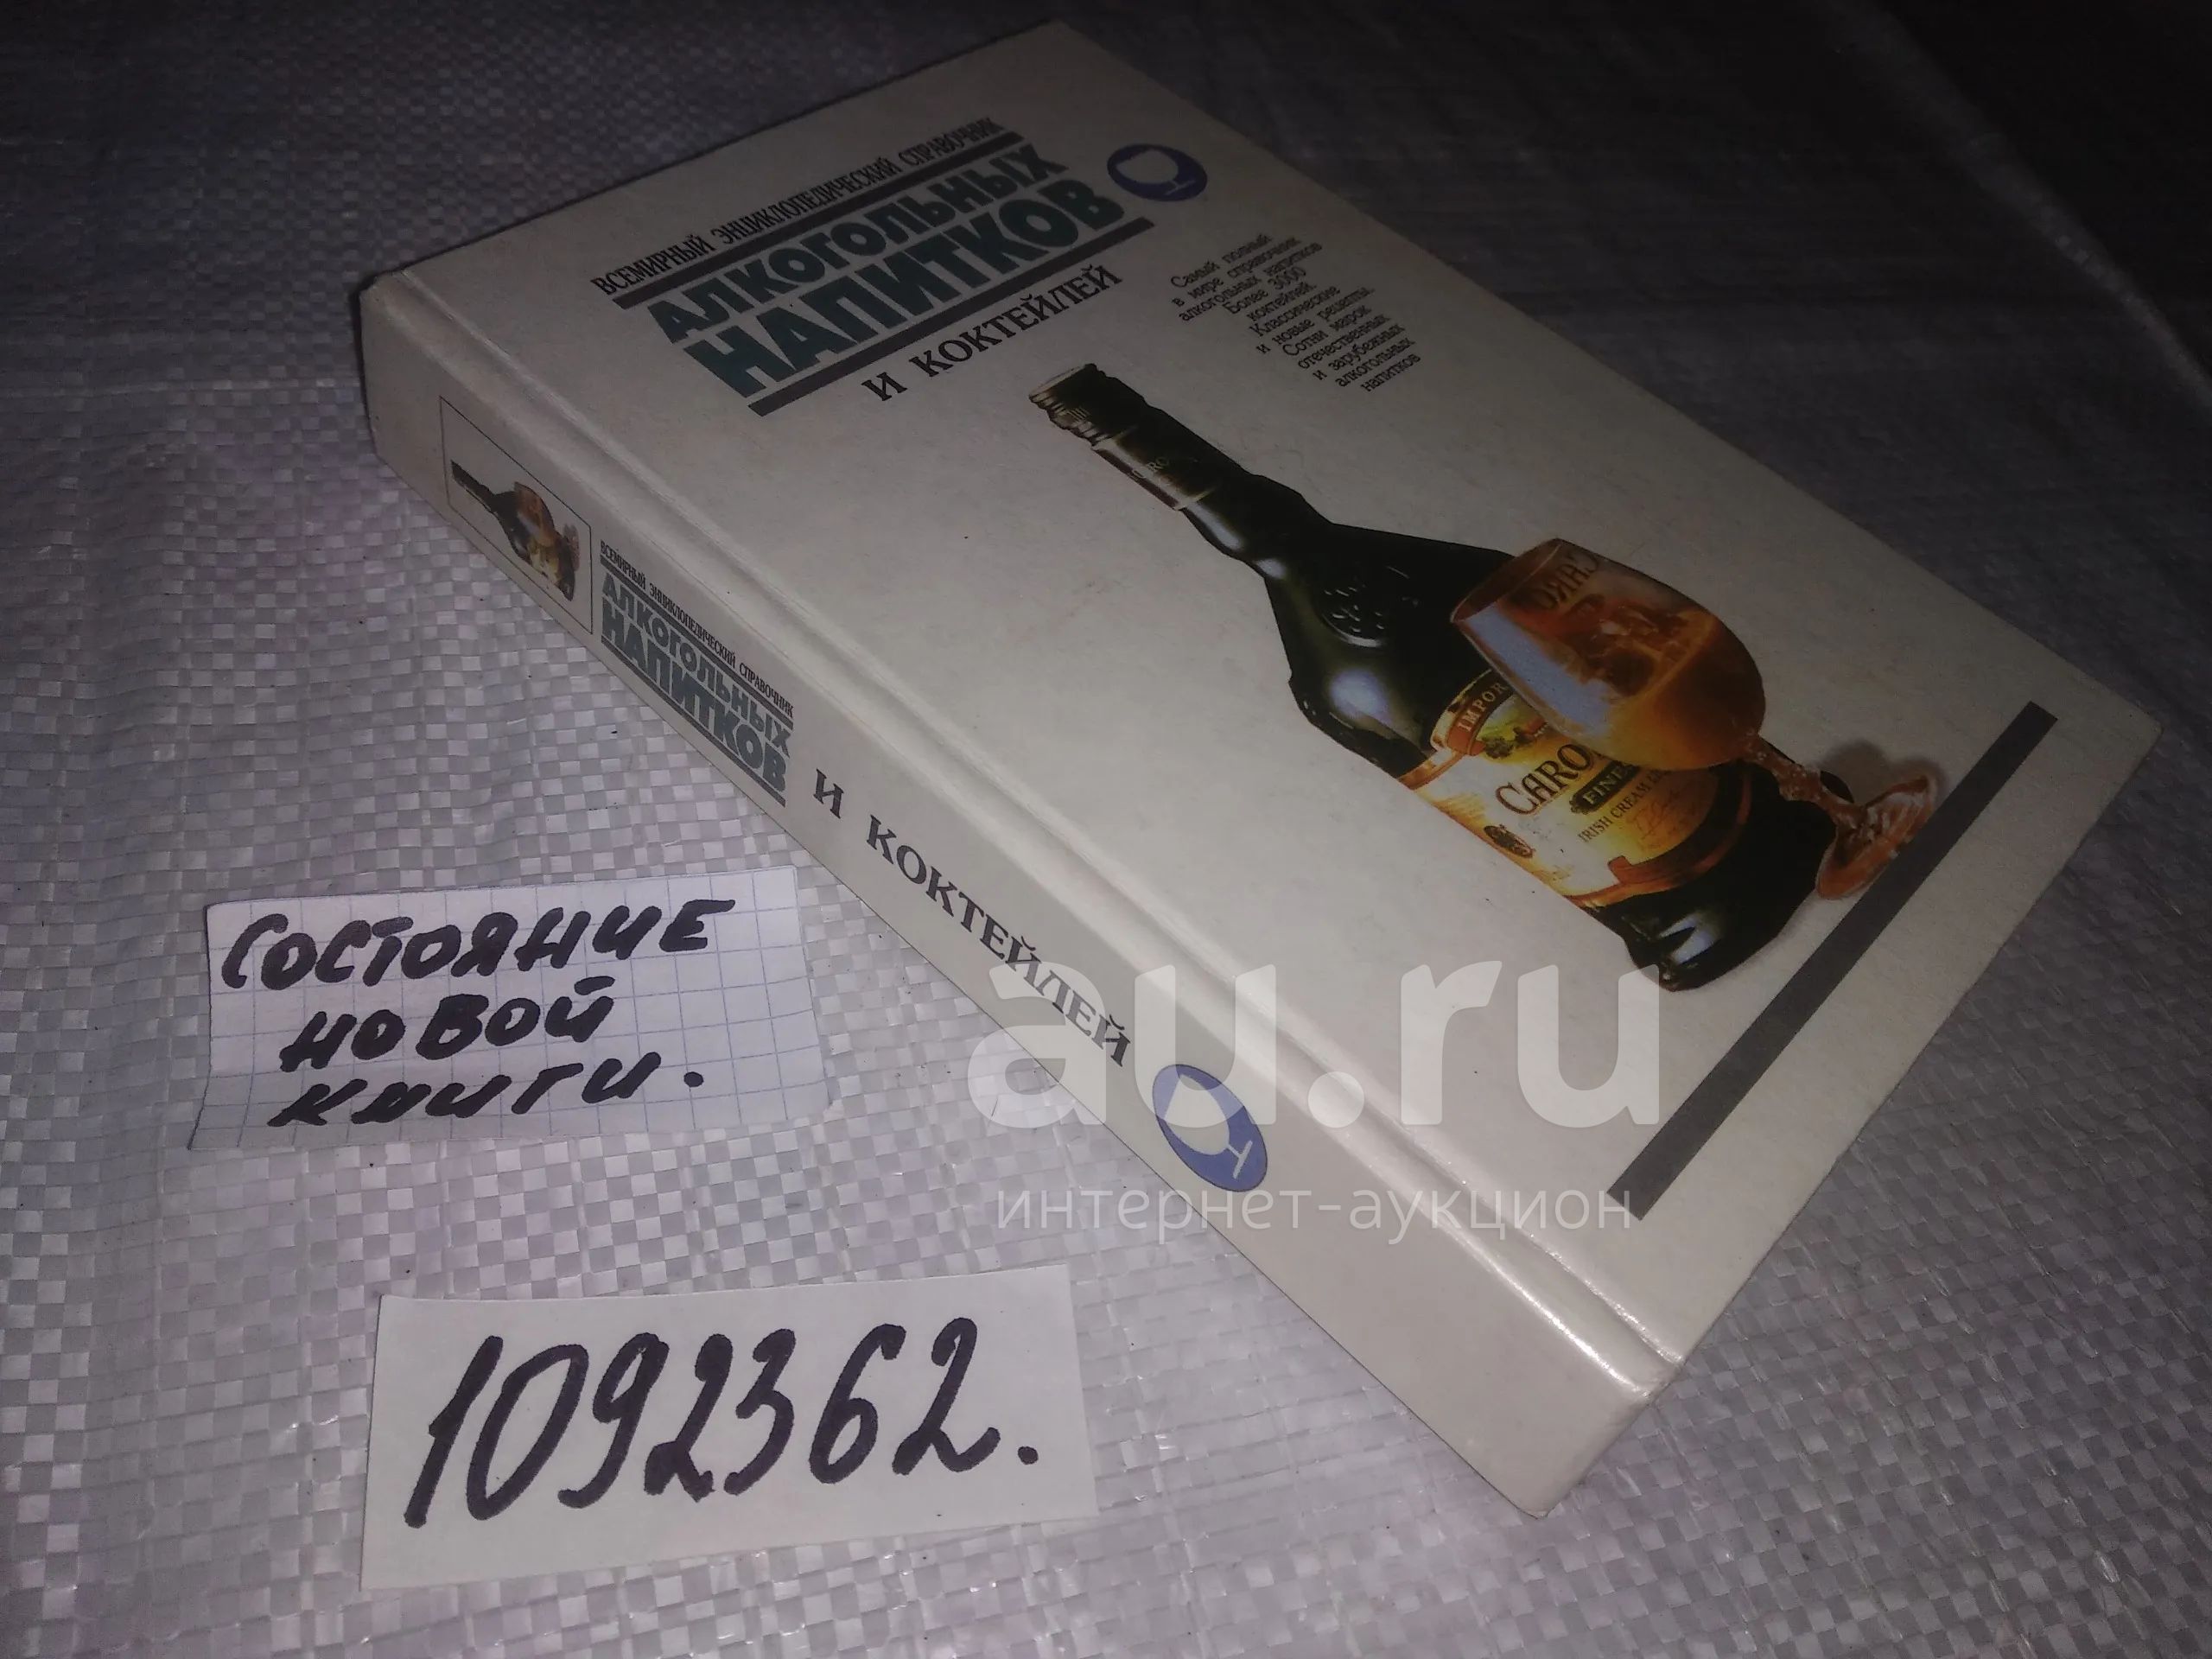 ВСЕМИРНЫЙ ЭНЦИКЛОПЕДИЧЕСКИЙ СПРАВОЧНИК
АЛКОГОЛЬНЫХ
НАПИТКОВ
И КОКТЕЙЛЕЙ
Самый полный
в мире справочник
алкогольных напитков
Более 3000
коктейлей.
Классические
и новые рецепты.
Сотни марок
отечественных
и зарубежных
алкогольных
напитков
CARO
FINE
IRISH CREAM
ВСЕМИРНЫЙ ЭНЦИКЛОПЕДИЧЕСКИЙ СПРАВОЧНИК
АЛКОГОЛЬНЫХ
НАПИТКОВ
И КОКТЕЙЛЕЙ
СОСТОЯНИЕ
НОВОЙ
КНИГИ.
1092362.
au.ru
интернет-аукцион